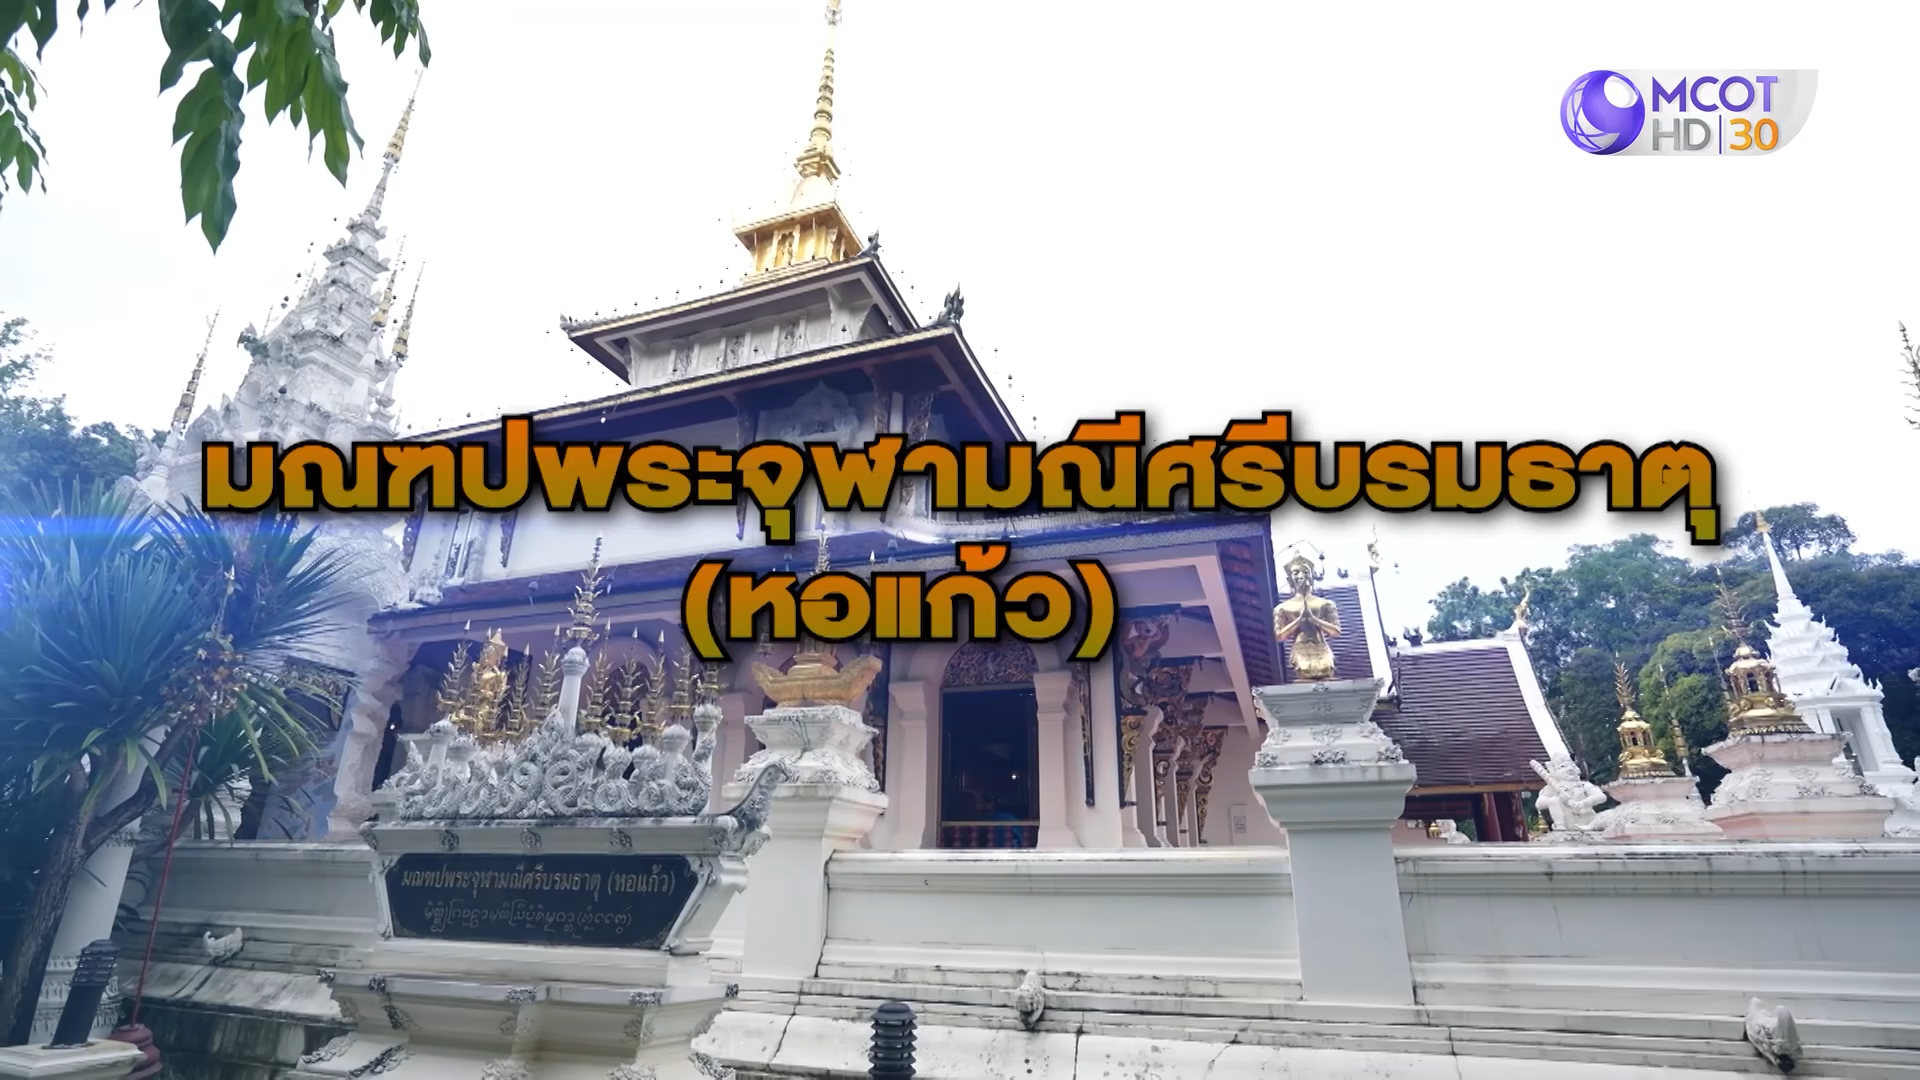 MCOT
HD 30
มณฑปพระจุฬามณีศรีบรมธาตุ
(หอแก้ว)
มณฑปพระจุฬามณีศรีบรมธาตุ (หอแก้ว)